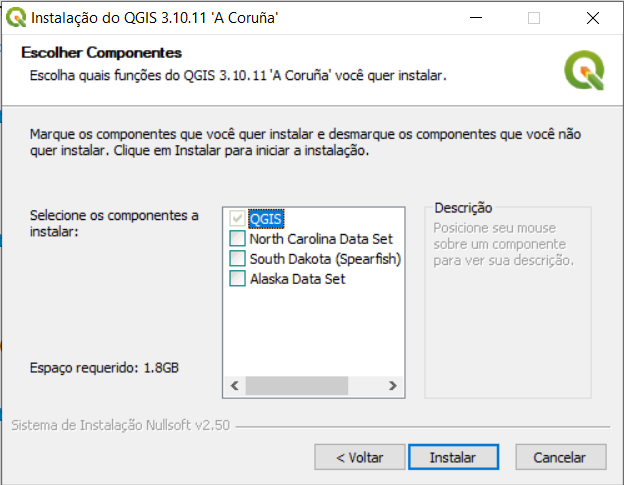 Instalação do QGIS 3.10.11 'A Coruña'
Escolher Componentes
Escolha quais funções do QGIS 3.10.11 'A Coruña' você quer instalar.
Marque os componentes que você quer instalar e desmarque os componentes que você não
quer instalar. Clique em Instalar para iniciar a instalação.
Selecione os componentes a
instalar:
QGIS
North Carolina Data Set
South Dakota (Spearfish)
Alaska Data Set
Descrição
Posicione seu mouse
sobre um componente
para ver sua descrição.
Espaço requerido: 1.8GB
Sistema de Instalação Nullsoft v2.50
< Voltar
Instalar
Cancelar